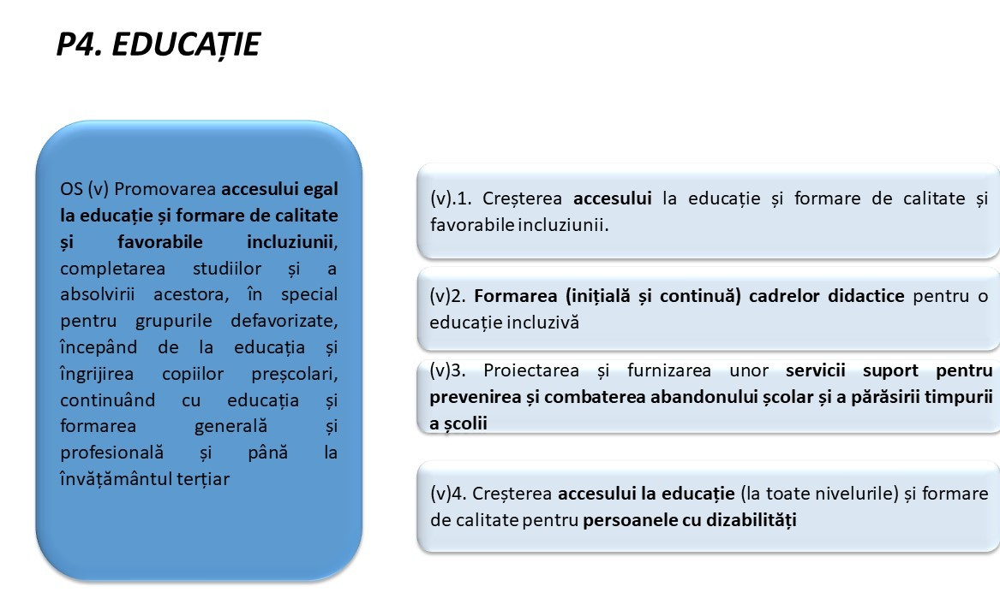 P4. EDUCAȚIE
OS (v) Promovarea accesului egal
la educație și formare de calitate
și favorabile incluziunii,
completarea studiilor și a
absolvirii acestora, în special
pentru grupurile defavorizate,
începând de la educația și
îngrijirea copiilor preșcolari,
continuând cu educația și
formarea generală și
profesională și până la
învățământul terțiar
(v).1. Creșterea accesului la educație și formare de calitate și
favorabile incluziunii.
(v)2. Formarea (inițială și continuă) cadrelor didactice pentru o
educație incluzivă
(v)3. Proiectarea și furnizarea unor servicii suport pentru
prevenirea și combaterea abandonului școlar și a părăsirii timpurii
a școlii
(v)4. Creșterea accesului la educație (la toate nivelurile) și formare
de calitate pentru persoanele cu dizabilități